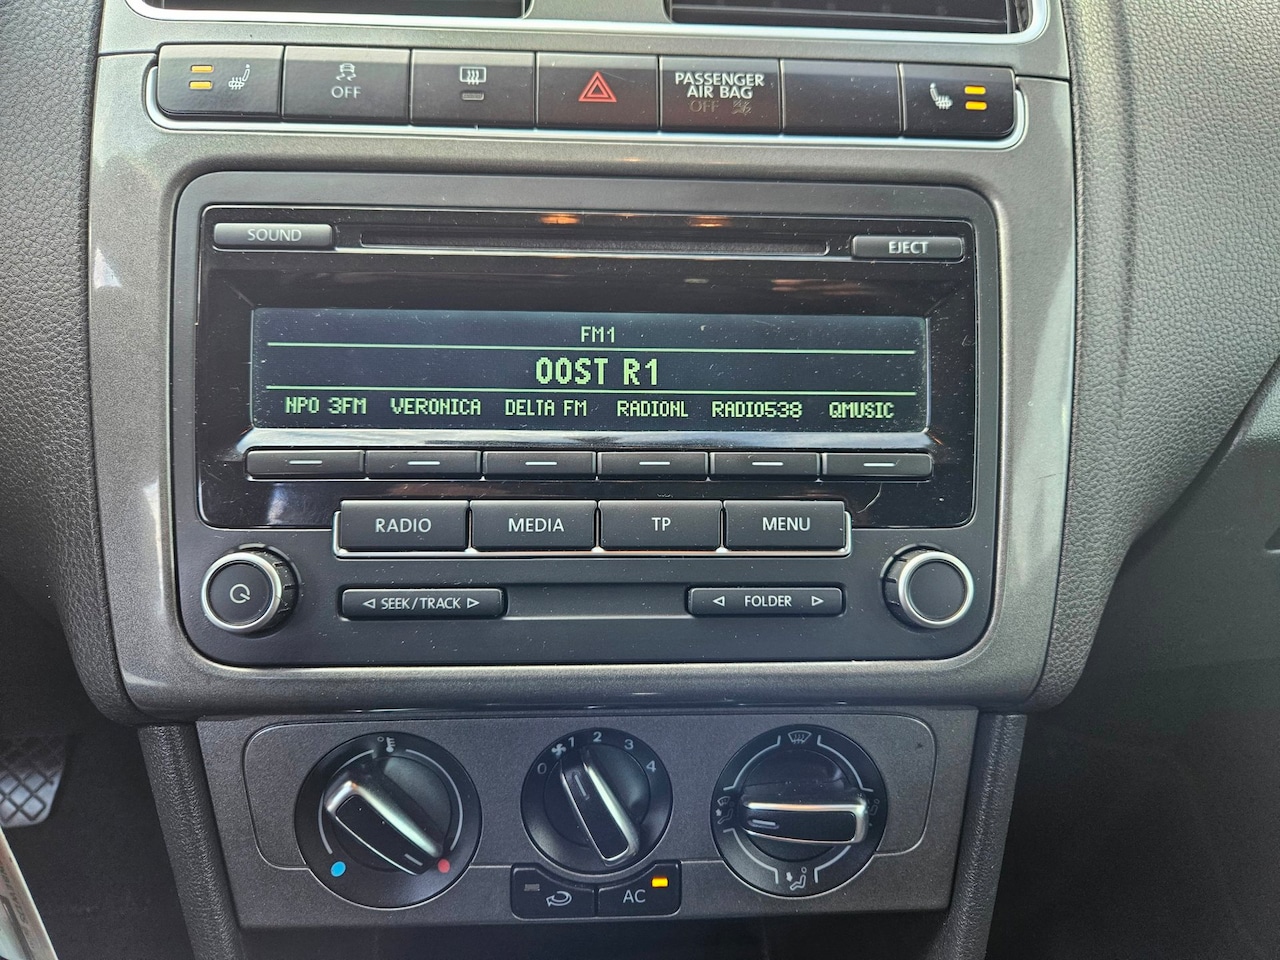 OFF
PASSENGER
AIR BAG
OFF
SOUND
EJECT
FM1
OOST R1
NPO 3FM VERONICA DELTA FM RADIONL RADIO538 QMUSIC
RADIO MEDIA TP MENU
SEEK/TRACK FOLDER
0 1 2 3 4
AC